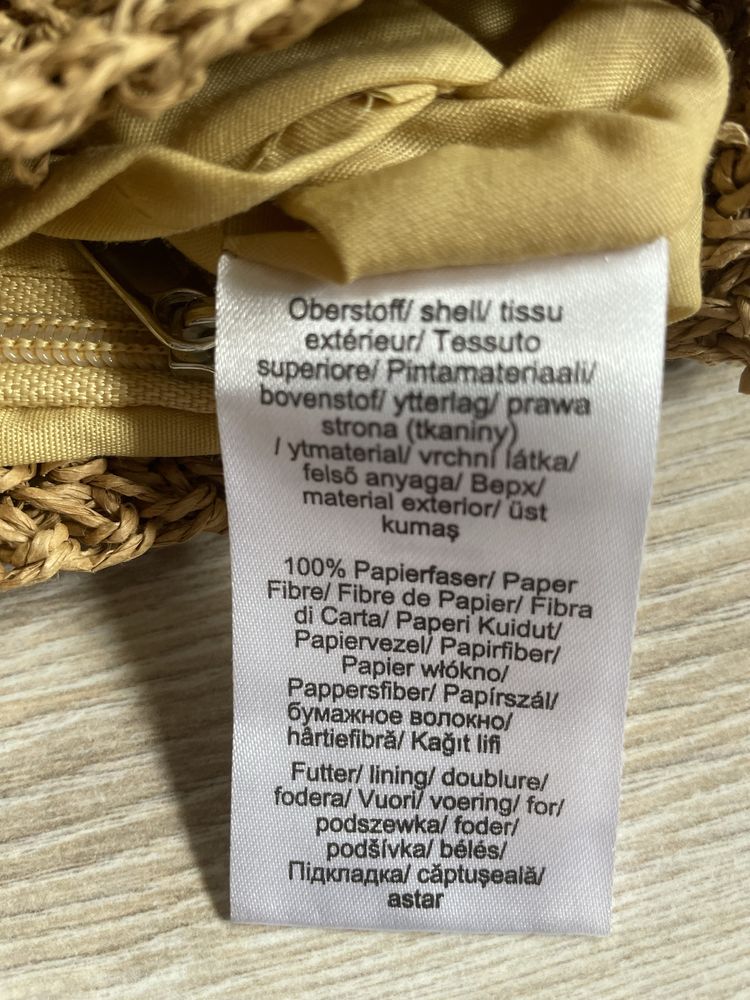 Oberstoff/ shell/ tissu
extérieur/ Tessuto
superiore/ Pintamateriaali/
bovenstof/ ytterlag/ prawa
strona (tkaniny)
/ ytmaterial/ vrchní látka/
felső anyaga/ Верх/
material exterior/ üst
kumaş
100% Papierfaser/ Paper
Fibre/ Fibre de Papier/ Fibra
di Carta/ Paperi Kuidut/
Papiervezel/ Papirfiber/
Papier włókno/
Pappersfiber/ Papírszál/
бумажное волокно/
hârtiefibră/ Kağıt lifi
Futter/ lining/ doublure/
fodera/ Vuori/ voering/ for/
podszewka/ foder/
podšívka/ bélés/
Підкладка/ căptuşeală/
astar